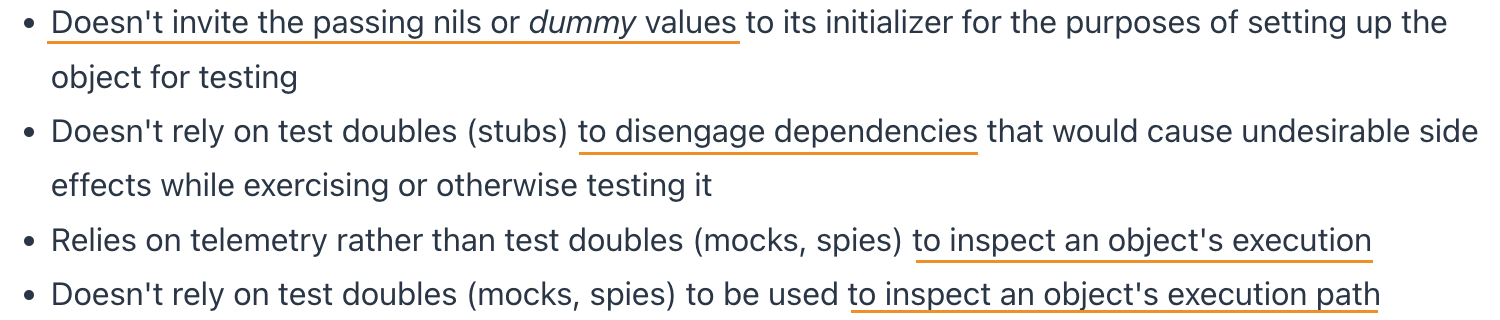 • Doesn't invite the passing nils or dummy values to its initializer for the purposes of setting up the
object for testing
• Doesn't rely on test doubles (stubs) to disengage dependencies that would cause undesirable side
effects while exercising or otherwise testing it
• Relies on telemetry rather than test doubles (mocks, spies) to inspect an object's execution
• Doesn't rely on test doubles (mocks, spies) to be used to inspect an object's execution path